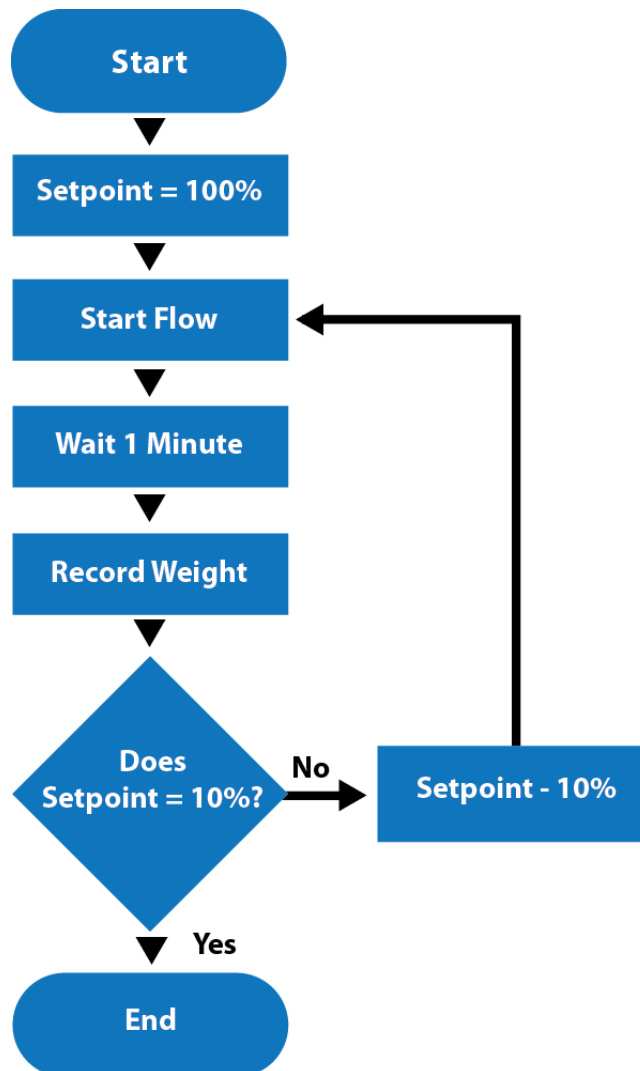 Start
Setpoint = 100%
Start Flow
Wait 1 Minute
Record Weight
Does
Setpoint = 10%?
No
Setpoint - 10%
Yes
End